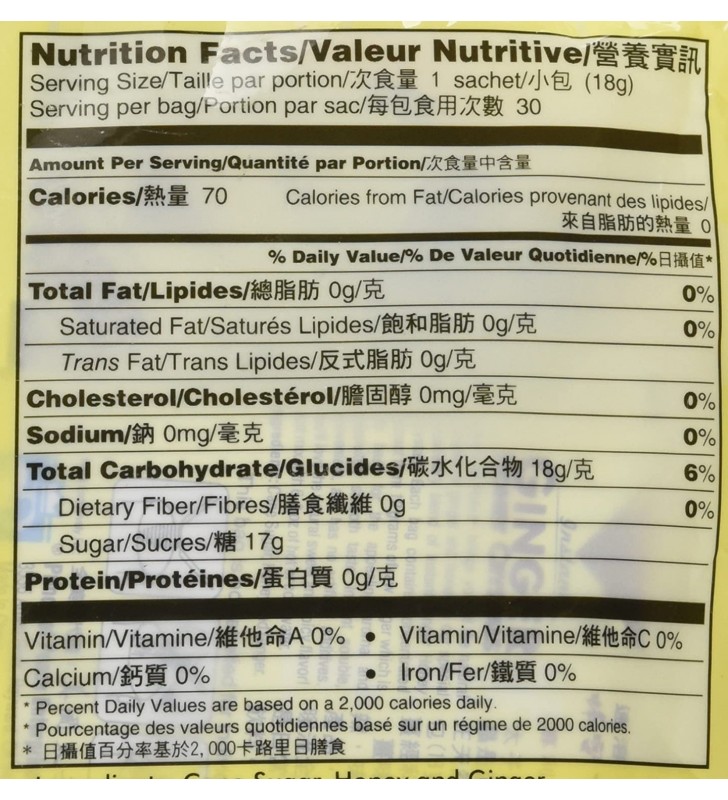 Nutrition Facts/Valeur Nutritive/營養實訊
Serving Size/Taille par portion/次食量 1 sachet/小包 (18g)
Serving per bag/Portion par sac/每包食用次數 30
Amount Per Serving/Quantité par Portion/次食量中含量
Calories/熱量 70 Calories from Fat/Calories provenant des lipides/
來自脂肪的熱量 0
% Daily Value/% De Valeur Quotidienne/%日攝值*
Total Fat/Lipides/總脂肪 0g/克 0%
Saturated Fat/Saturés Lipides/飽和脂肪 0g/克 0%
Trans Fat/Trans Lipides/反式脂肪 0g/克
Cholesterol/Cholestérol/膽固醇 0mg/毫克 0%
Sodium/鈉 0mg/毫克 0%
Total Carbohydrate/Glucides/碳水化合物 18g/克 6%
Dietary Fiber/Fibres/膳食纖維 0g 0%
Sugar/Sucres/糖 17g
Protein/Protéines/蛋白質 0g/克
Vitamin/Vitamine/維他命A 0% • Vitamin/Vitamine/維他命C 0%
Calcium/鈣質 0% • Iron/Fer/鐵質 0%
* Percent Daily Values are based on a 2,000 calories daily.
* Pourcentage des valeurs quotidiennes basé sur un régime de 2000 calories.
* 日攝值百分率基於2,000卡路里日膳食